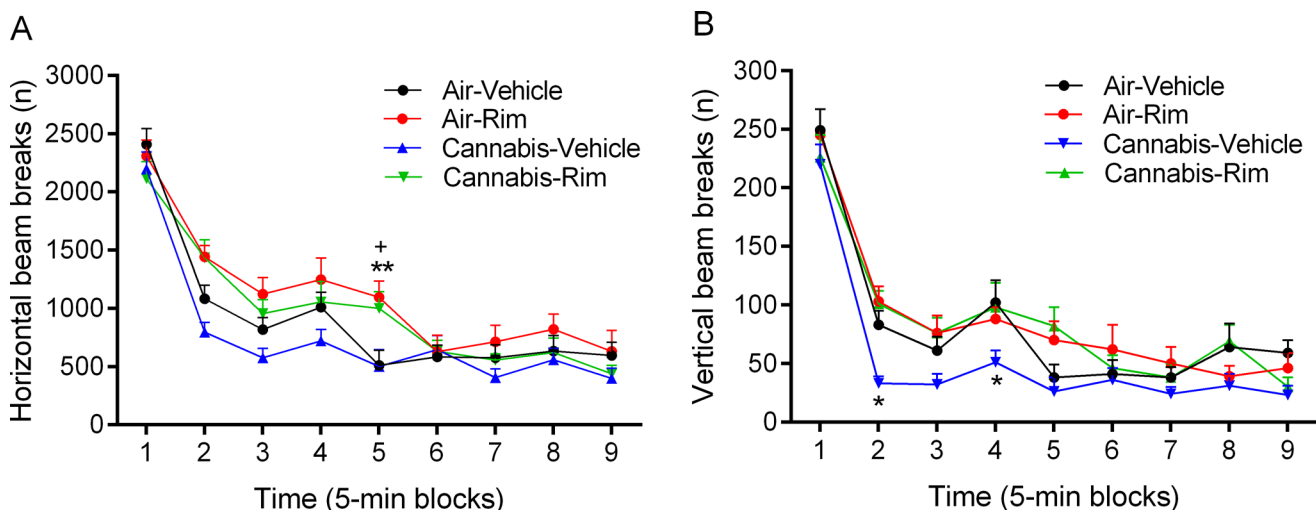 A
Horizontal beam breaks (n)
3000
2500
2000
1500
1000
500
0
Air-Vehicle
Air-Rim
Cannabis-Vehicle
Cannabis-Rim
+
**
1 2 3 4 5 6 7 8 9
Time (5-min blocks)
B
Vertical beam breaks (n)
300
250
200
150
100
50
0
Air-Vehicle
Air-Rim
Cannabis-Vehicle
Cannabis-Rim
*
*
1 2 3 4 5 6 7 8 9
Time (5-min blocks)